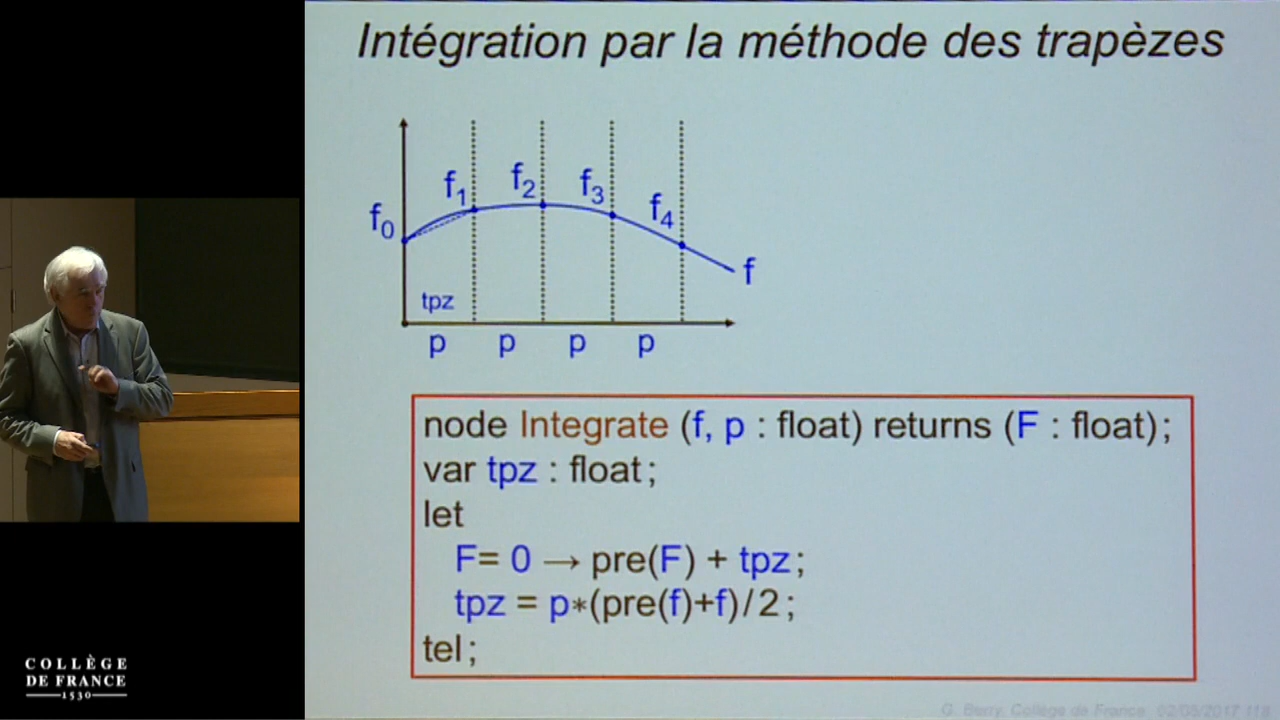 Intégration par la méthode des trapèzes
f₀ f₁ f₂ f₃ f₄
f
tpz
p p p p
node Integrate (f, p : float) returns (F : float);
var tpz : float;
let
F= 0 → pre(F) + tpz;
tpz = p*(pre(f)+f)/2;
tel;
COLLÈGE
DE FRANCE
1530
G. Berry, Collège de France, 02/05/2017